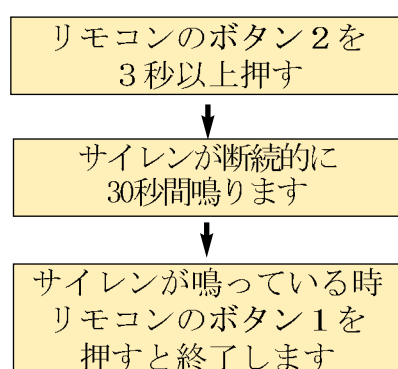 リモコンのボタン２を
３秒以上押す
サイレンが断続的に
30秒間鳴ります
サイレンが鳴っている時
リモコンのボタン１を
押すと終了します